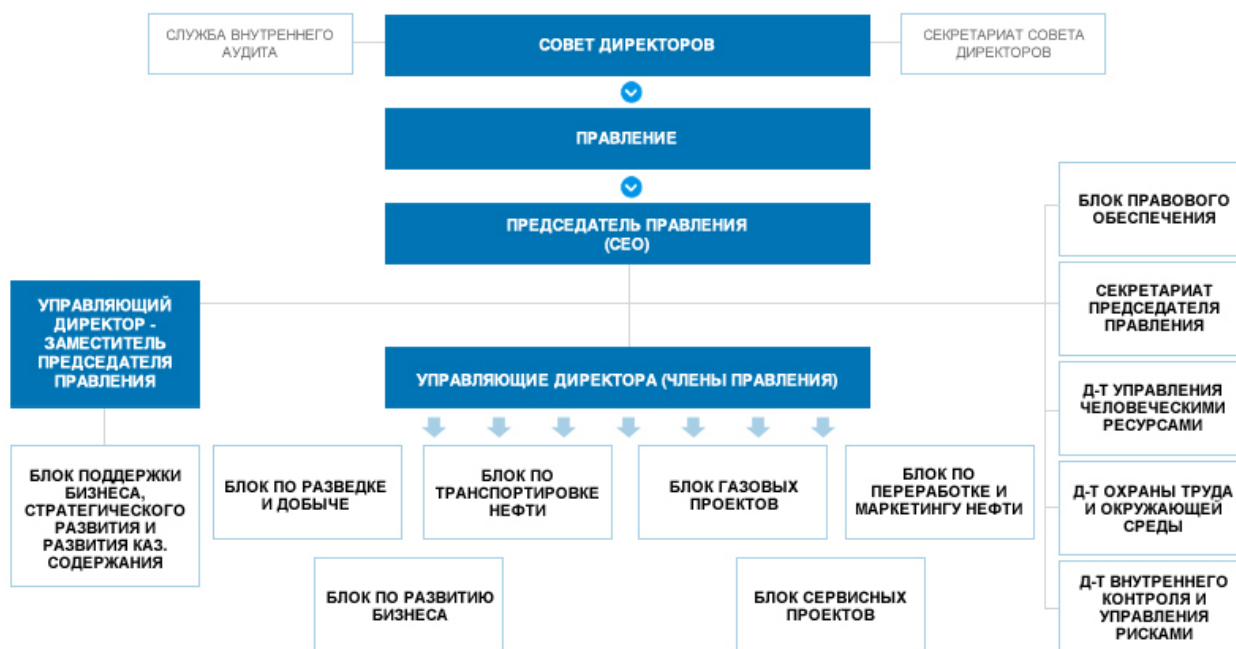 СЛУЖБА ВНУТРЕННЕГО
АУДИТА
СОВЕТ ДИРЕКТОРОВ
СЕКРЕТАРИАТ СОВЕТА
ДИРЕКТОРОВ
ПРАВЛЕНИЕ
ПРЕДСЕДАТЕЛЬ ПРАВЛЕНИЯ
(CEO)
БЛОК ПРАВОВОГО
ОБЕСПЕЧЕНИЯ
СЕКРЕТАРИАТ
ПРЕДСЕДАТЕЛЯ
ПРАВЛЕНИЯ
УПРАВЛЯЮЩИЙ
ДИРЕКТОР -
ЗАМЕСТИТЕЛЬ
ПРЕДСЕДАТЕЛЯ
ПРАВЛЕНИЯ
УПРАВЛЯЮЩИЕ ДИРЕКТОРА (ЧЛЕНЫ ПРАВЛЕНИЯ)
Д-Т УПРАВЛЕНИЯ
ЧЕЛОВЕЧЕСКИМИ
РЕСУРСАМИ
БЛОК ПОДДЕРЖКИ
БИЗНЕСА,
СТРАТЕГИЧЕСКОГО
РАЗВИТИЯ И
РАЗВИТИЯ КАЗ.
СОДЕРЖАНИЯ
БЛОК ПО РАЗВЕДКЕ
И ДОБЫЧЕ
БЛОК ПО
ТРАНСПОРТИРОВКЕ
НЕФТИ
БЛОК ГАЗОВЫХ
ПРОЕКТОВ
БЛОК ПО
ПЕРЕРАБОТКЕ И
МАРКЕТИНГУ НЕФТИ
Д-Т ОХРАНЫ ТРУДА
И ОКРУЖАЮЩЕЙ
СРЕДЫ
БЛОК ПО РАЗВИТИЮ
БИЗНЕСА
БЛОК СЕРВИСНЫХ
ПРОЕКТОВ
Д-Т ВНУТРЕННЕГО
КОНТРОЛЯ И
УПРАВЛЕНИЯ
РИСКАМИ